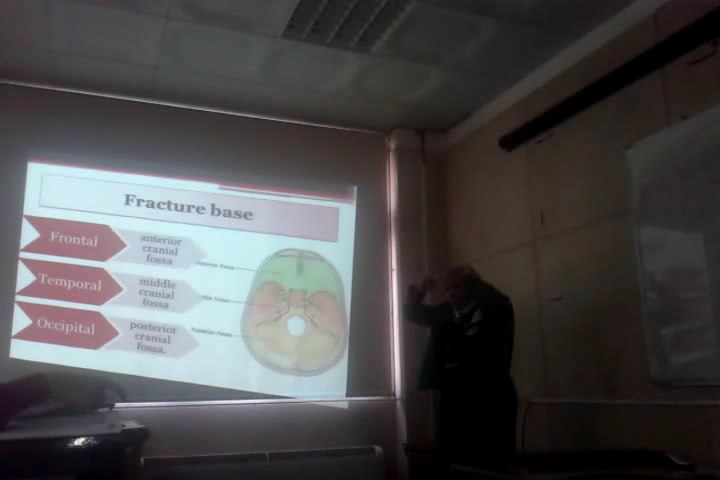 Fracture base
Frontal
anterior
cranial
fossa
Temporal
middle
cranial
fossa
Occipital
posterior
cranial
fossa.